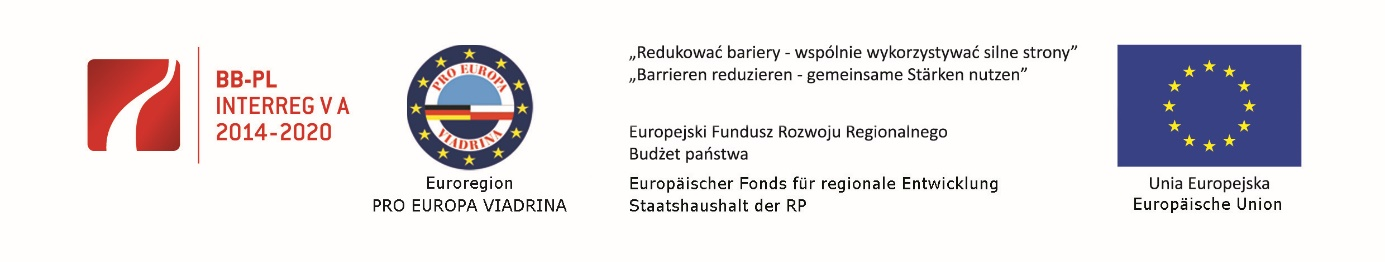 BB-PL
INTERREG V A
2014-2020
PRO EUROPA
VIADRINA
Euroregion
PRO EUROPA VIADRINA
„Redukować bariery - wspólnie wykorzystywać silne strony”
„Barrieren reduzieren - gemeinsame Stärken nutzen”
Europejski Fundusz Rozwoju Regionalnego
Budżet państwa
Europäischer Fonds für regionale Entwicklung
Staatshaushalt der RP
Unia Europejska
Europäische Union